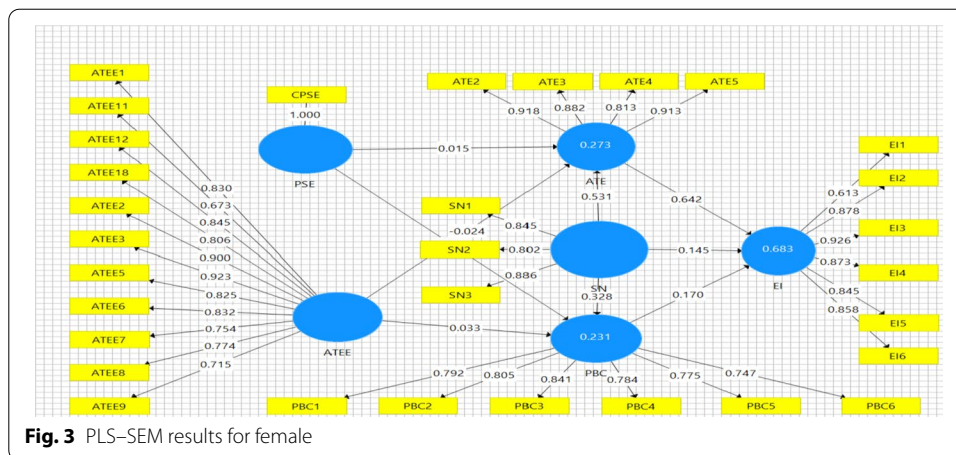 ATEE1
ATEE11
ATEE12
ATEE18
ATEE2
ATEE3
ATEE5
ATEE6
ATEE7
ATEE8
ATEE9
0.830
0.673
0.845
0.806
0.900
0.923
0.825
0.832
0.754
0.774
0.715
CPSE
1.000
PSE
0.015
ATE2
ATE3
ATE4
ATE5
0.918
0.882
0.813
0.913
0.273
ATE
0.531
0.642
SN1
SN2
SN3
-0.024
0.845
0.802
0.886
SN
0.145
0.328
0.170
ATEE
0.033
0.231
PBC
0.792
0.805
0.841
0.784
0.775
0.747
PBC1
PBC2
PBC3
PBC4
PBC5
PBC6
0.683
EI
0.613
0.878
0.926
0.873
0.845
0.858
EI1
EI2
EI3
EI4
EI5
EI6
Fig. 3 PLS–SEM results for female